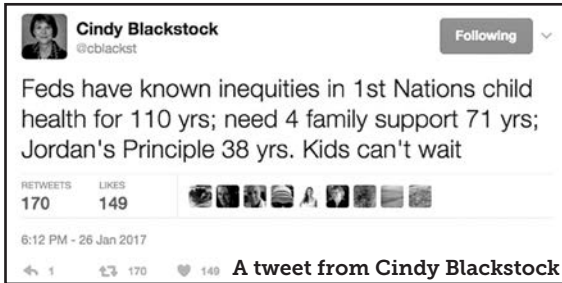 Cindy Blackstock
@cblackst
Following
Feds have known inequities in 1st Nations child
health for 110 yrs; need 4 family support 71 yrs;
Jordan's Principle 38 yrs. Kids can't wait
RETWEETS LIKES
170 149
6:12 PM - 26 Jan 2017
1 170 149 A tweet from Cindy Blackstock